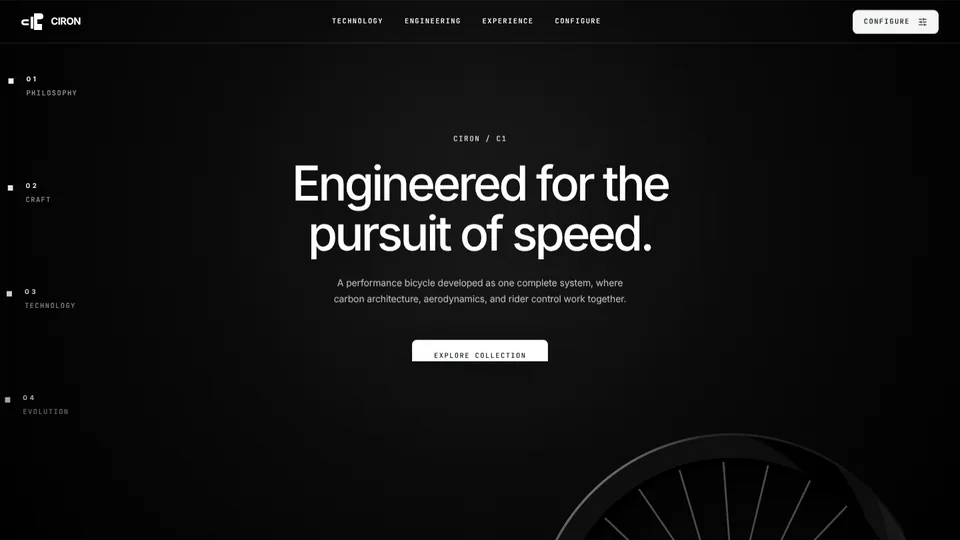 CIRON
TECHNOLOGY ENGINEERING EXPERIENCE CONFIGURE
CONFIGURE
01
PHILOSOPHY
02
CRAFT
03
TECHNOLOGY
04
EVOLUTION
CIRON / C1
Engineered for the
pursuit of speed.
A performance bicycle developed as one complete system, where
carbon architecture, aerodynamics, and rider control work together.
EXPLORE COLLECTION